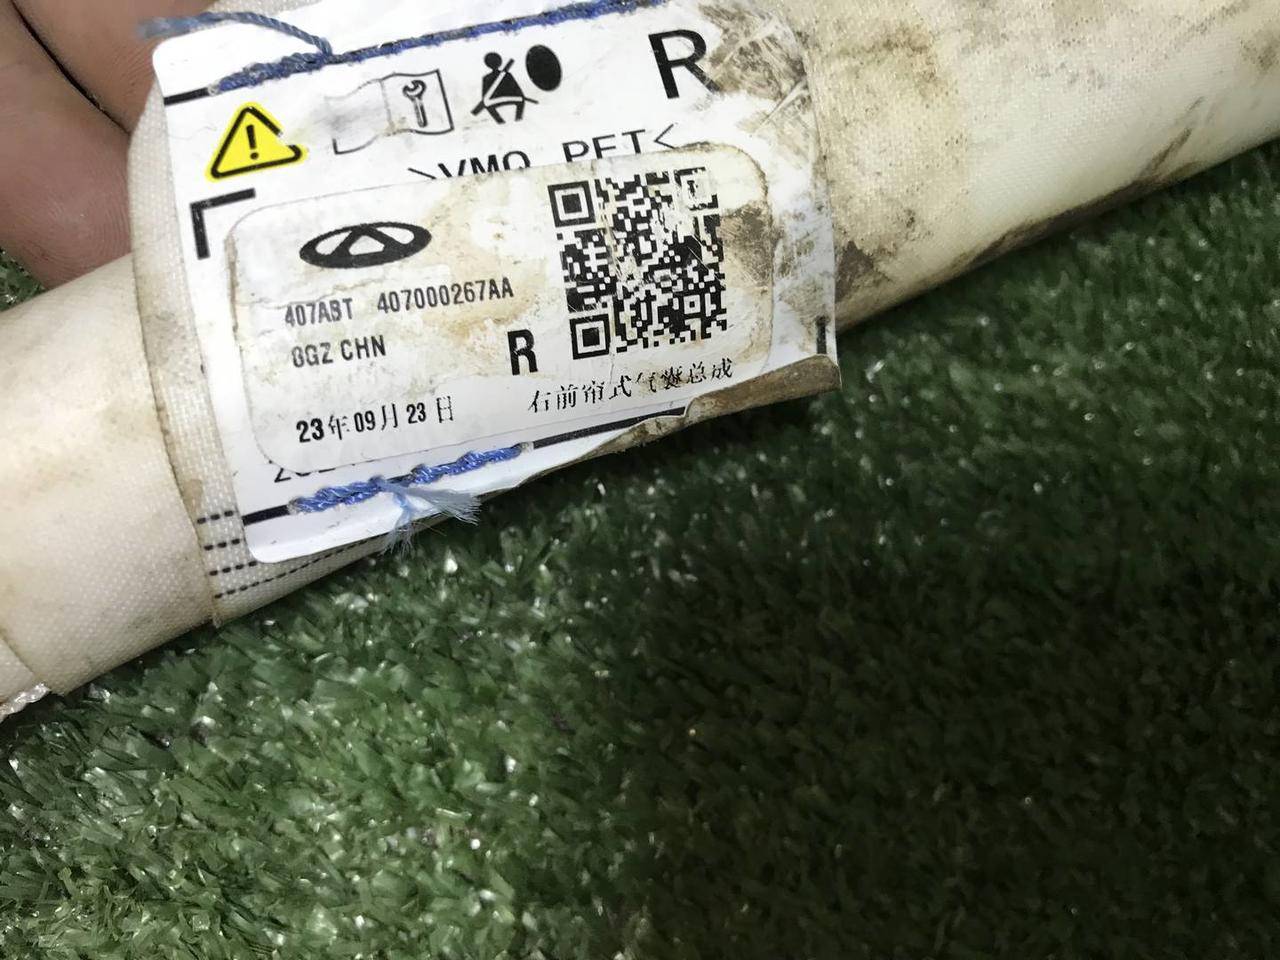 R
>VMQ PET<
407ABT 407000267AA
8GZ CHN
R
23年09月23日
右前帘式气囊总成